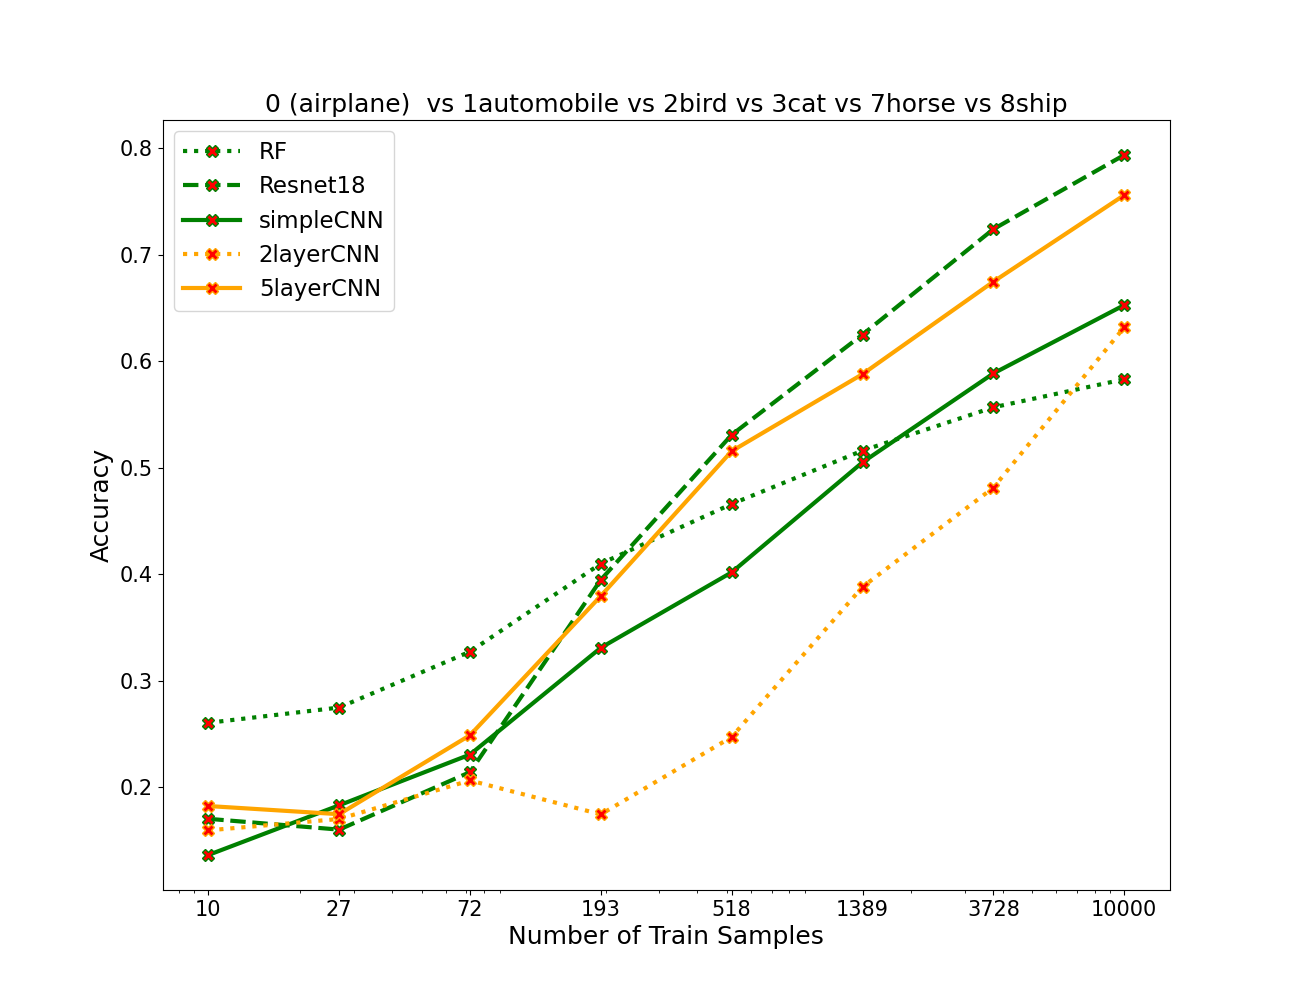 0 (airplane)  vs 1automobile vs 2bird vs 3cat vs 7horse vs 8ship
RF
Resnet18
simpleCNN
2layerCNN
5layerCNN
Accuracy
0.8
0.7
0.6
0.5
0.4
0.3
0.2
10 27 72 193 518 1389 3728 10000
Number of Train Samples